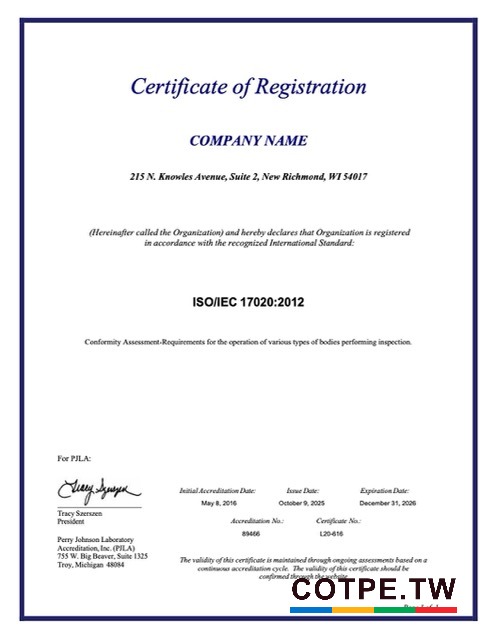 Certificate of Registration
COMPANY NAME
215 N. Knowles Avenue, Suite 2, New Richmond, WI 54017
(Hereinafter called the Organization) and hereby declares that Organization is registered
in accordance with the recognized International Standard:
ISO/IEC 17020:2012
Conformity Assessment-Requirements for the operation of various types of bodies performing inspection.
For PJLA:
Tracy Szerszen
Tracy Szerszen
President
Perry Johnson Laboratory
Accreditation, Inc. (PJLA)
755 W. Big Beaver, Suite 1325
Troy, Michigan 48084
Initial Accreditation Date: Issue Date: Expiration Date:
May 8, 2016 October 9, 2025 December 31, 2026
Accreditation No.: Certificate No.:
89466 L20-616
The validity of this certificate is maintained through ongoing assessments based on a
continuous accreditation cycle. The validity of this certificate should be
confirmed through the website
COTPE.TW